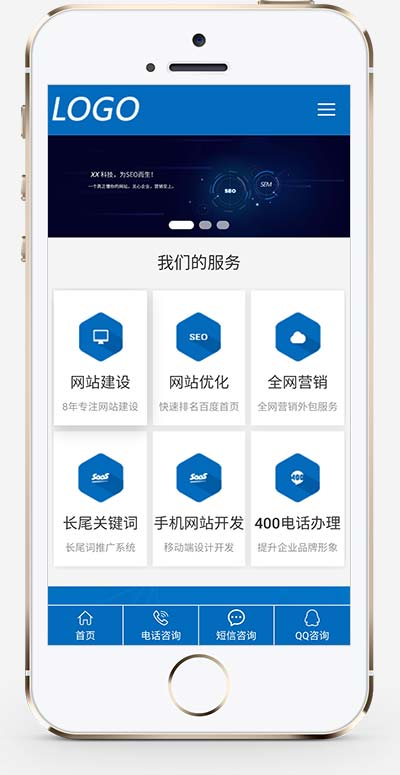 LOGO
XX 科技，为SEO而生！
一个真正懂你的网站。关心企业，营销至上。
SEO
SEM
我们的服务
SEO
网站建设
网站优化
全网营销
8年专注网站建设
快速排名百度首页
全网营销外包服务
SaaS
SaaS
400
长尾关键词
手机网站开发
400电话办理
长尾词推广系统
移动端设计开发
提升企业品牌形象
首页
电话咨询
短信咨询
QQ咨询